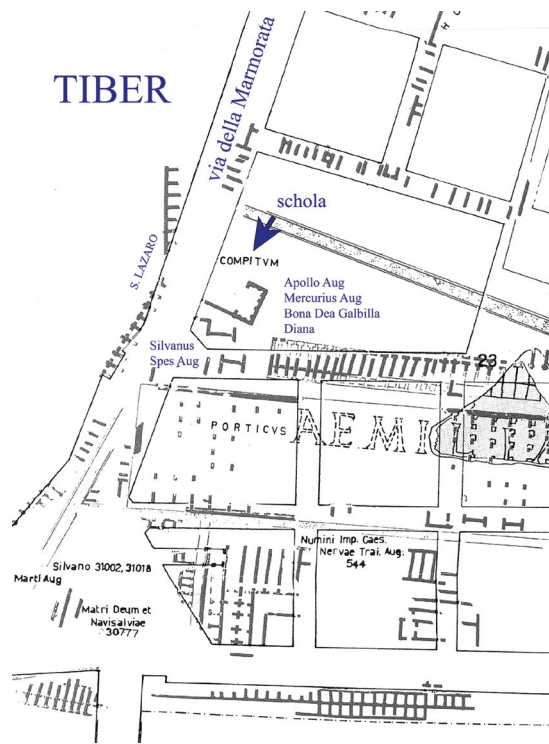 TIBER
via della Marmorata
schola
S. LAZARO
COMPITVM
Apollo Aug
Mercurius Aug
Bona Dea Galbilla
Diana
Silvanus
Spes Aug
23
PORTICVS
AEMILIA
Numini Imp. Caes.
Nervae Trai. Aug.
544
Silvano 31002, 31018
Marti Aug
Matri Deum et
Navisalviae
30777